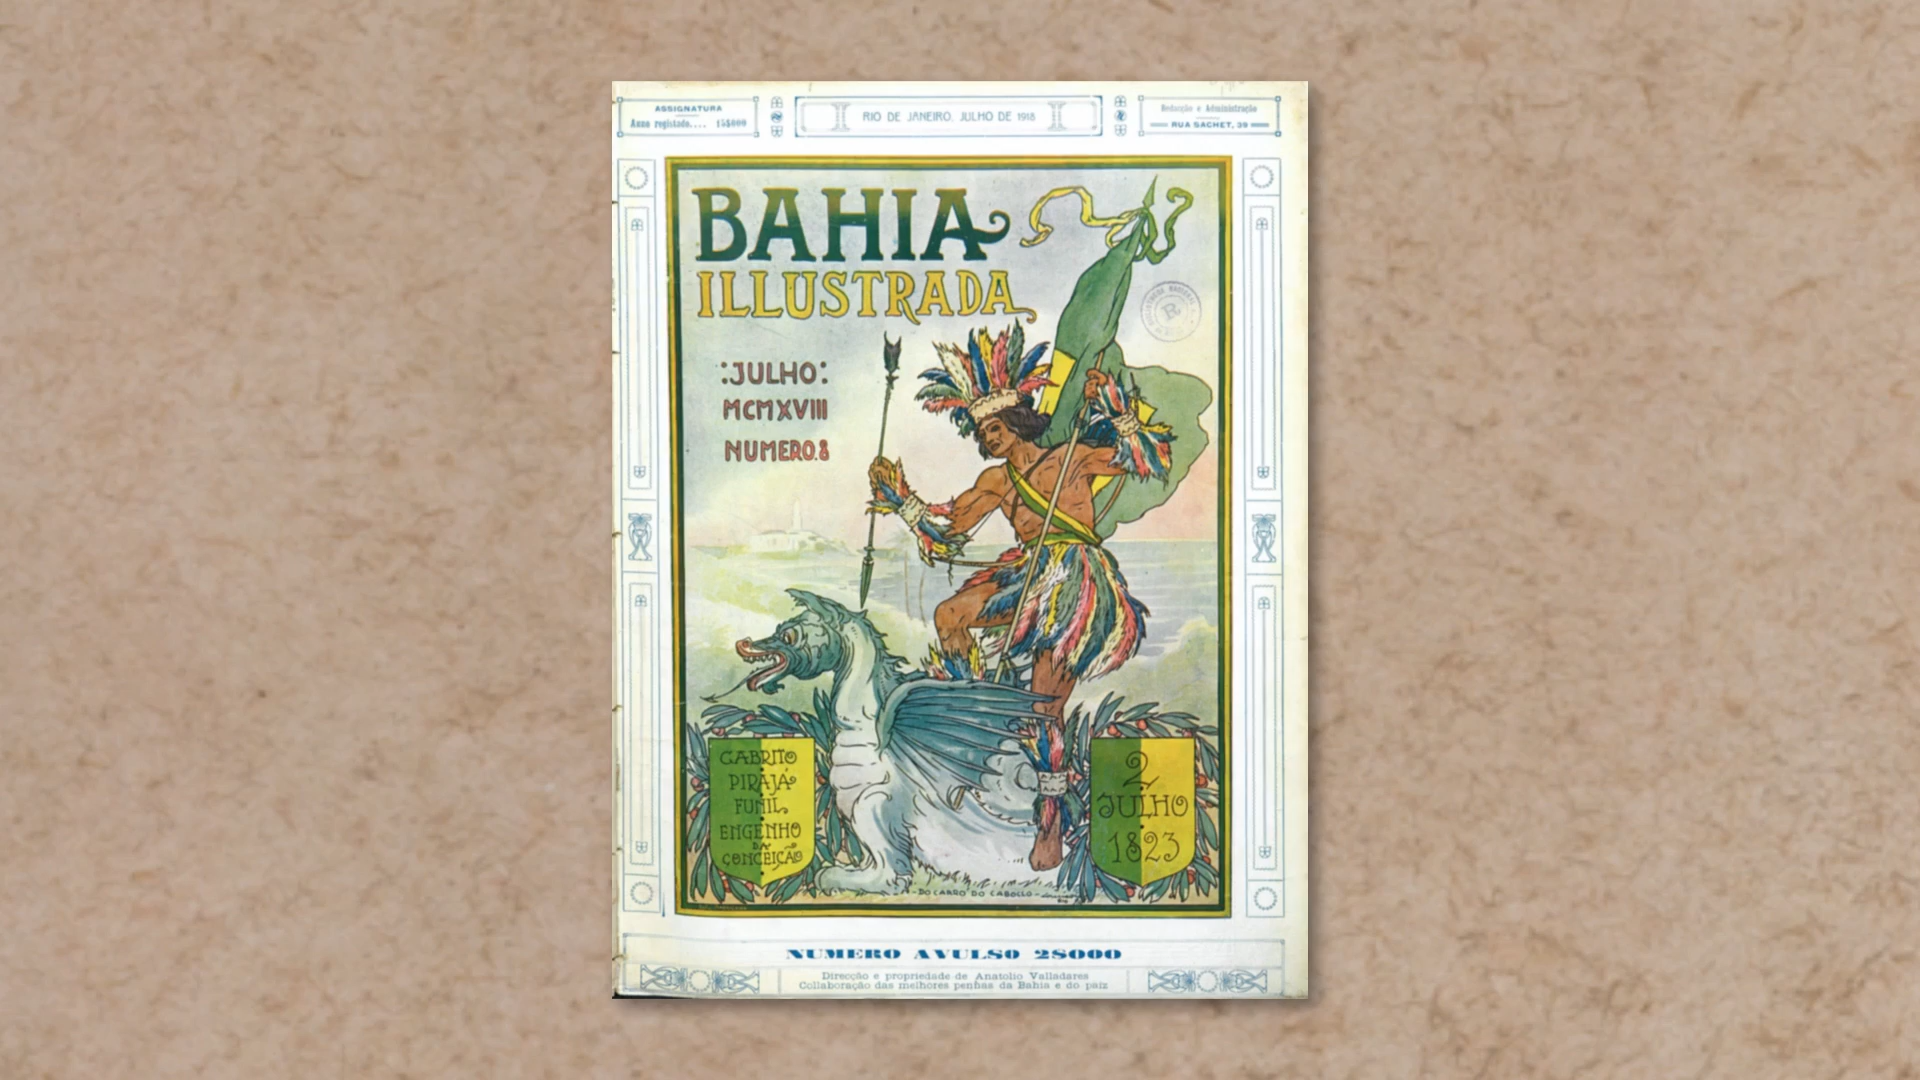 ASSIGNATURA
Anno registado.... 15$000
RIO DE JANEIRO, JULHO DE 1918
Redacção e Administração
RUA SACHET, 39
BAHIA
ILLUSTRADA
:JULHO:
MCMXVIII
NUMERO.8
R
CABRITO
PIRAJÁ
FUNIL
ENGENHO
DA
CONCEIÇÃO
2
JULHO
1823
-DO CARRO DO CABOCLO-
NUMERO AVULSO 2$000
Direcção e propriedade de Anatolio Valladares
Collaboração das melhores pennas da Bahia e do paiz